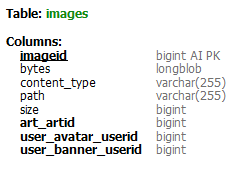 Table: images
Columns:
imageid bigint AI PK
bytes longblob
content_type varchar(255)
path varchar(255)
size bigint
art_artid bigint
user_avatar_userid bigint
user_banner_userid bigint